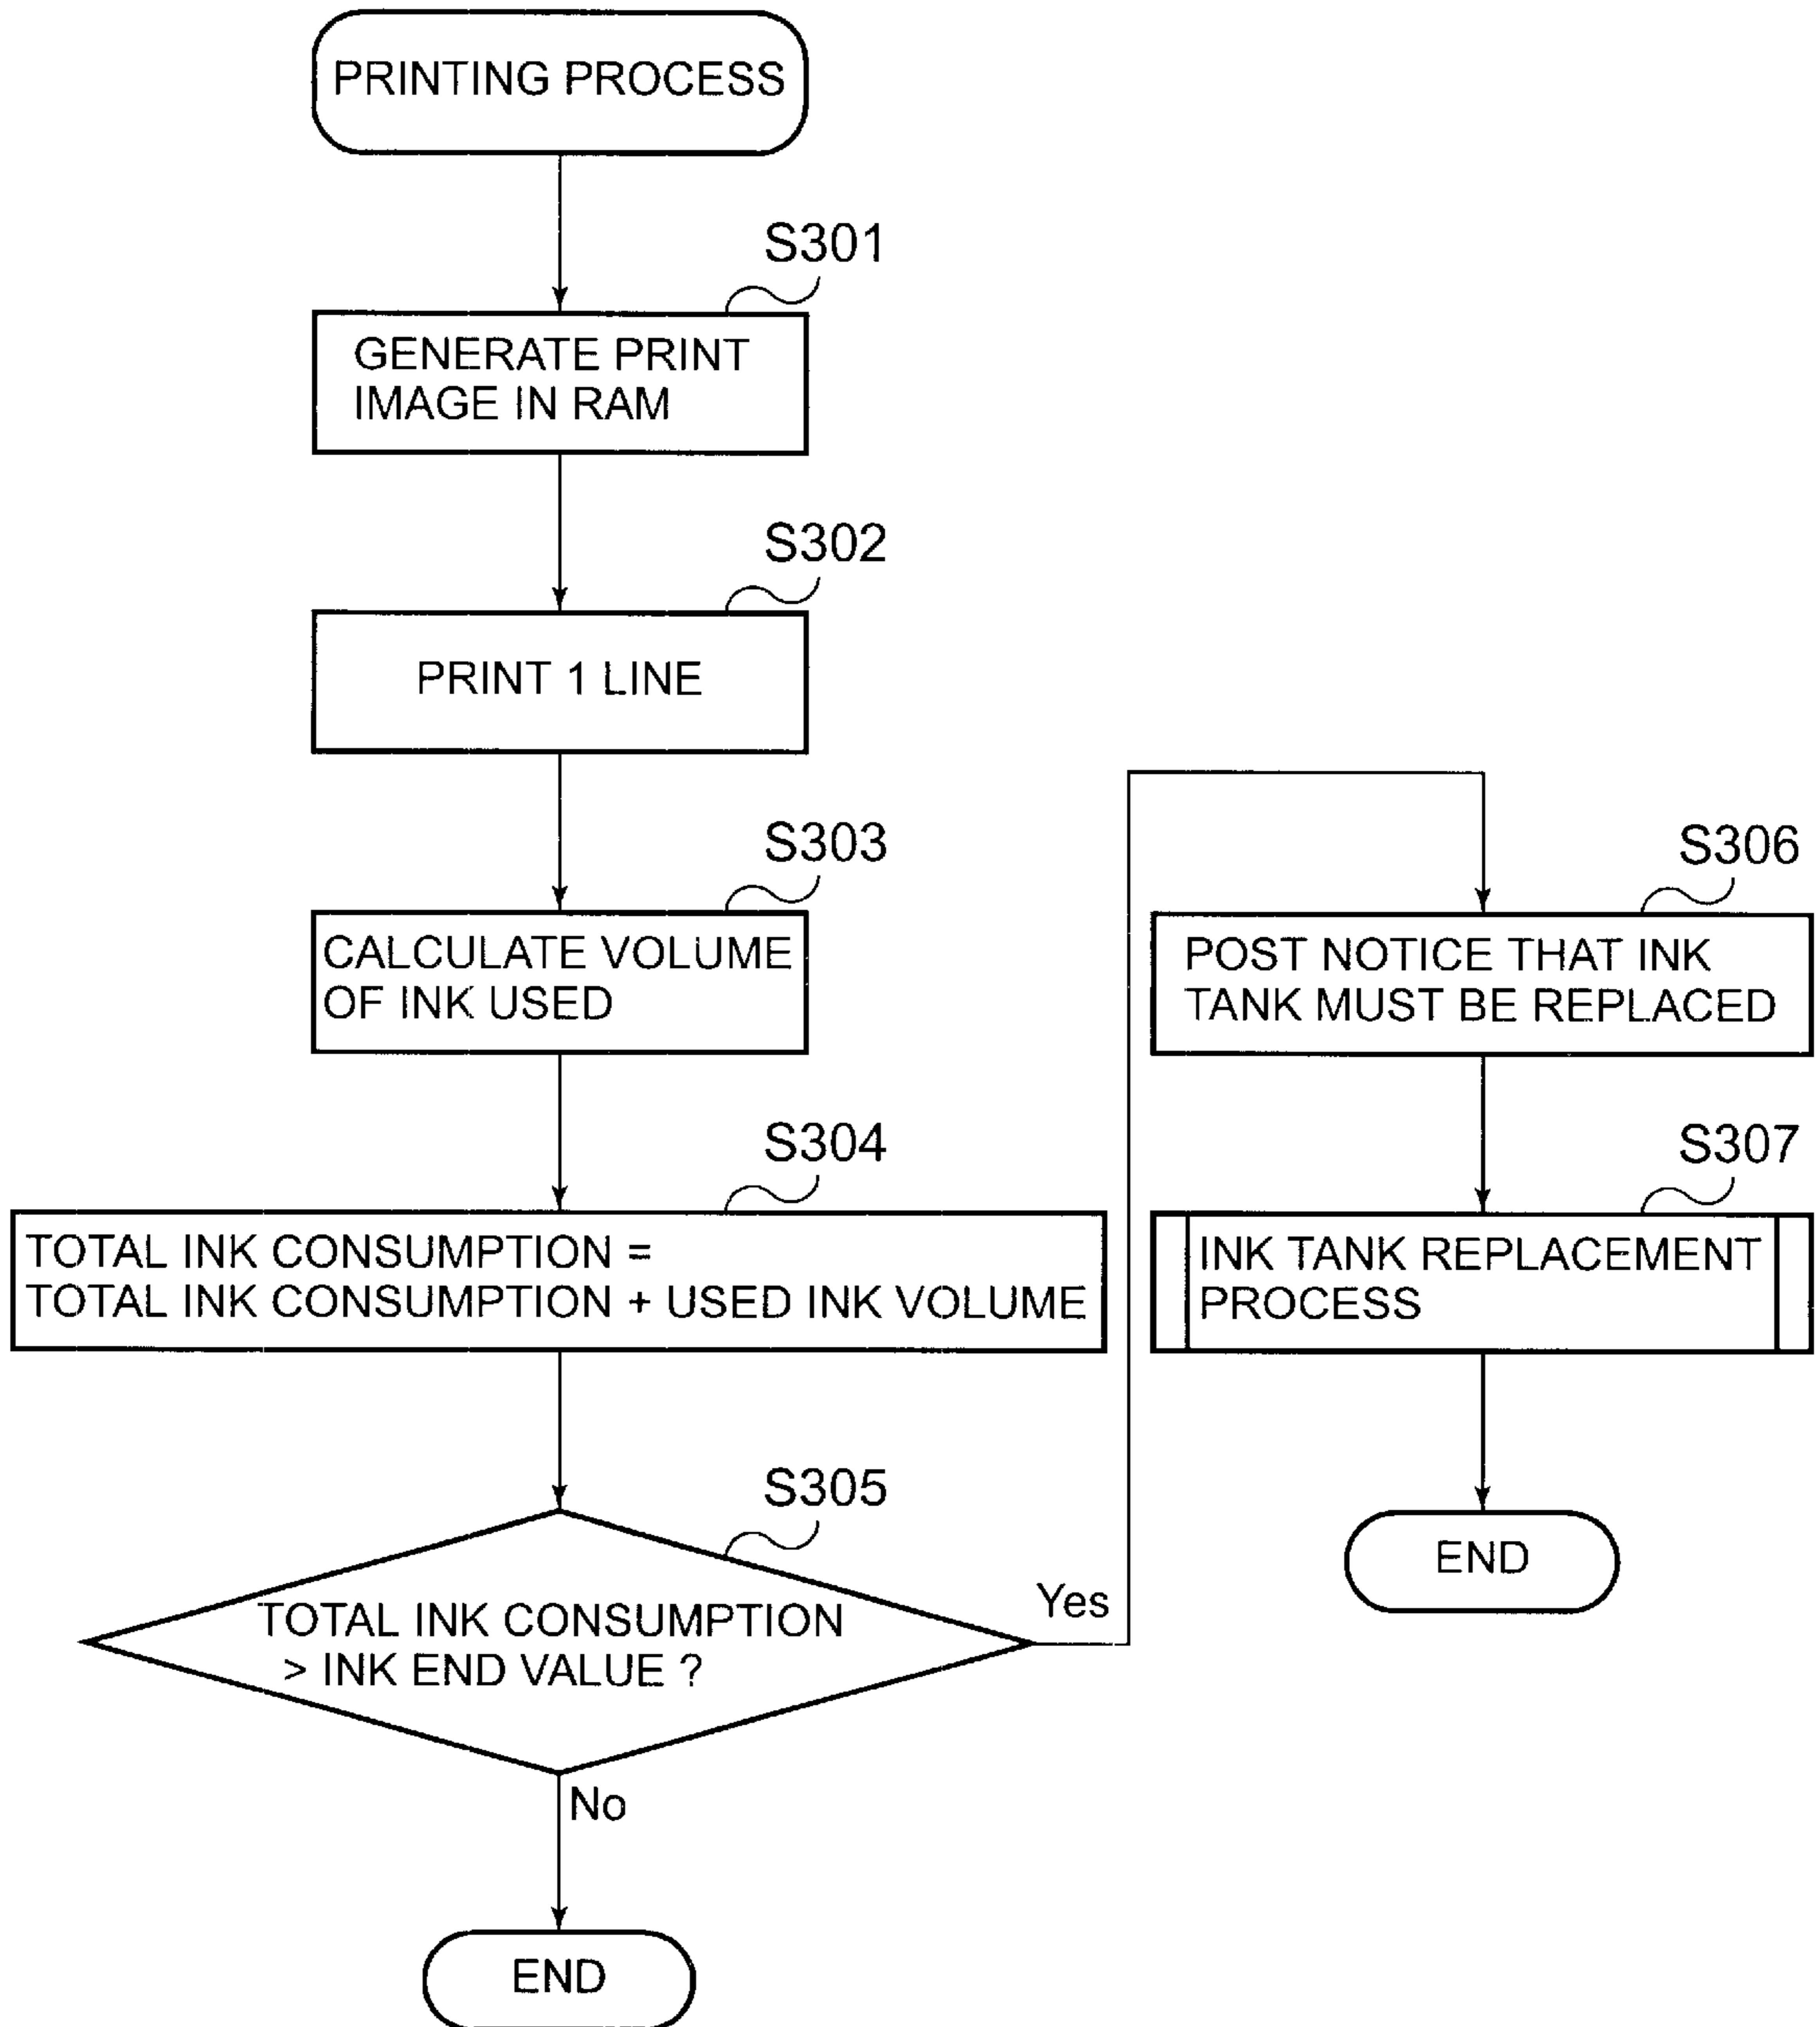 PRINTING PROCESS
S301
GENERATE PRINT
IMAGE IN RAM
S302
PRINT 1 LINE
S303
CALCULATE VOLUME
OF INK USED
S304
TOTAL INK CONSUMPTION =
TOTAL INK CONSUMPTION + USED INK VOLUME
S305
TOTAL INK CONSUMPTION
> INK END VALUE ?
Yes
No
END
S306
POST NOTICE THAT INK
TANK MUST BE REPLACED
S307
INK TANK REPLACEMENT
PROCESS
END